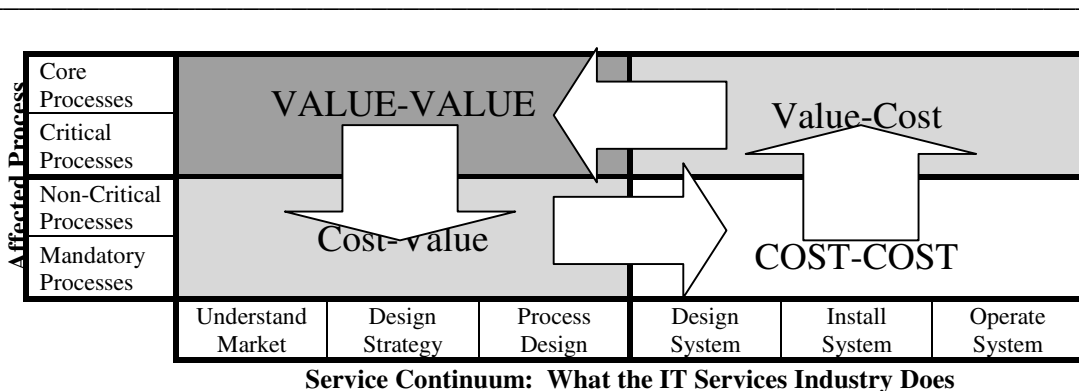 Affected Process
Core
Processes
Critical
Processes
Non-Critical
Processes
Mandatory
Processes
VALUE-VALUE
Value-Cost
Cost-Value
COST-COST
Understand
Market
Design
Strategy
Process
Design
Design
System
Install
System
Operate
System
Service Continuum: What the IT Services Industry Does